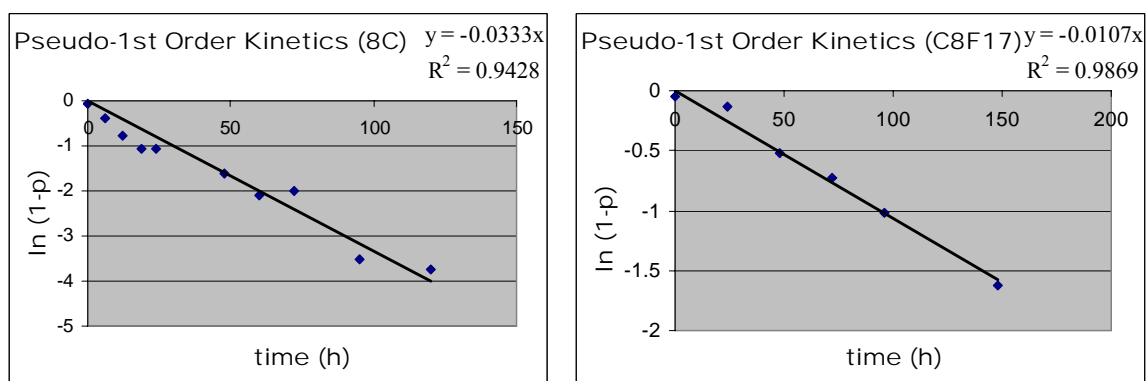 Pseudo-1st Order Kinetics (8C) y = -0.0333x
R² = 0.9428
0
-1
-2
-3
-4
-5
0 50 100 150
ln (1-p)
time (h)
Pseudo-1st Order Kinetics (C8F17) y = -0.0107x
R² = 0.9869
0
-0.5
-1
-1.5
-2
0 50 100 150 200
ln (1-p)
time (h)